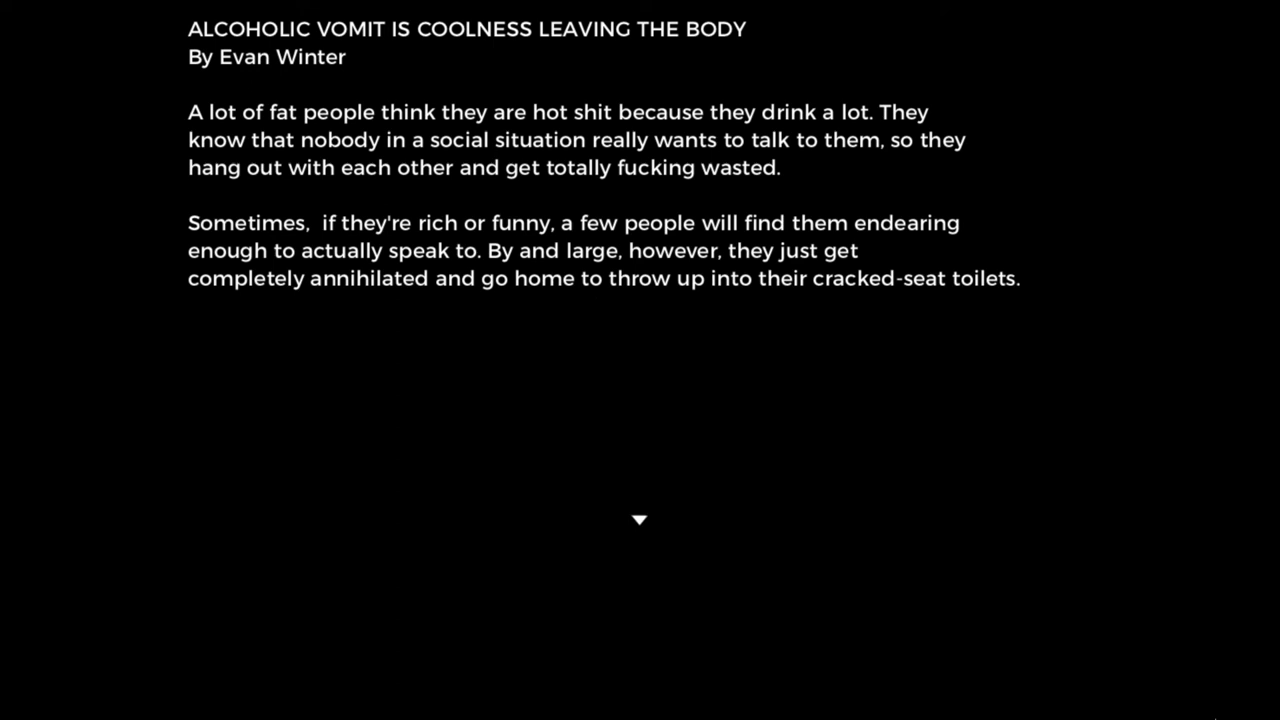 ALCOHOLIC VOMIT IS COOLNESS LEAVING THE BODY
By Evan Winter
A lot of fat people think they are hot shit because they drink a lot. They
know that nobody in a social situation really wants to talk to them, so they
hang out with each other and get totally fucking wasted.
Sometimes,  if they're rich or funny, a few people will find them endearing
enough to actually speak to. By and large, however, they just get
completely annihilated and go home to throw up into their cracked-seat toilets.